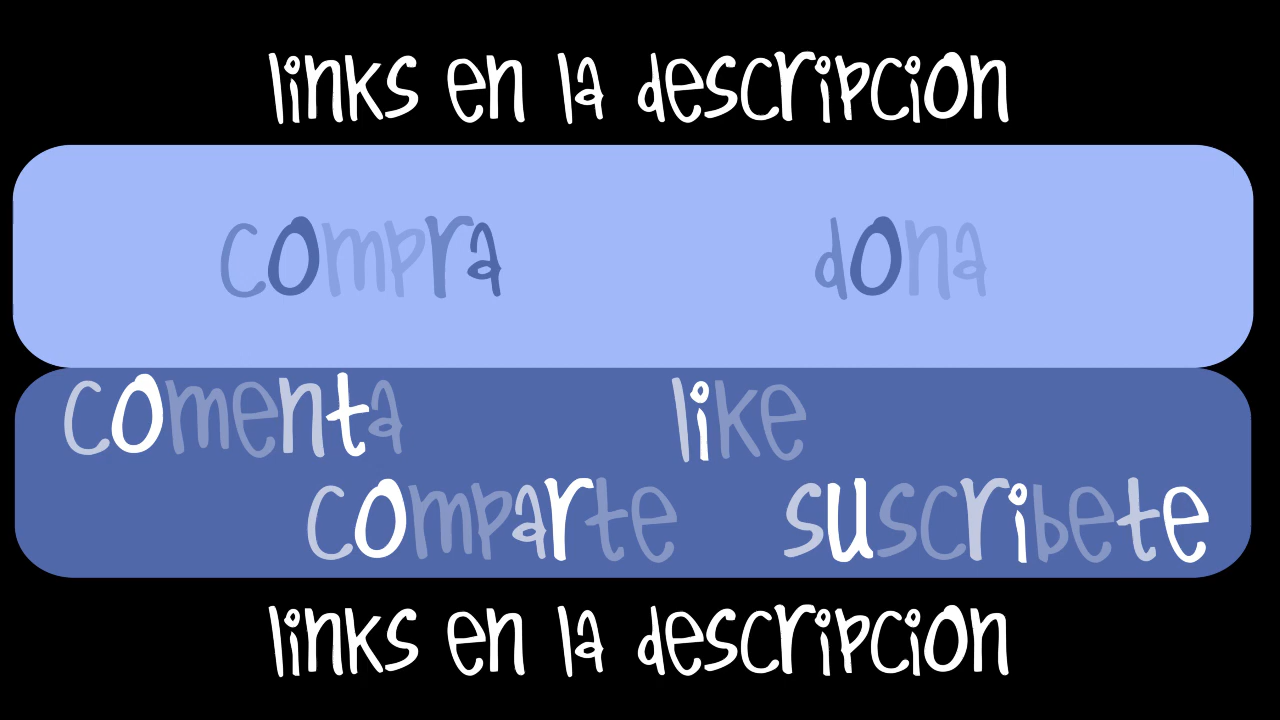 links en la descripcion
compra dona
comenta like
comparte suscribete
links en la descripcion